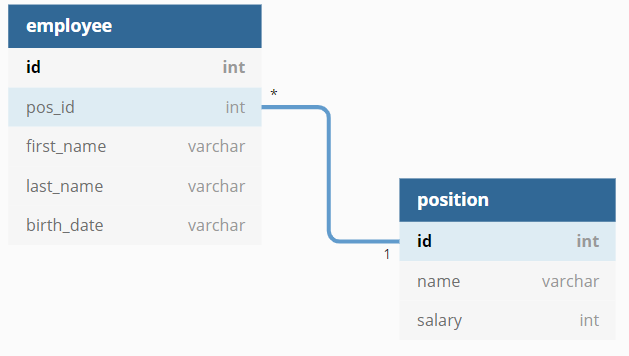 employee
id int
pos_id int
*
first_name varchar
last_name varchar
birth_date varchar
position
id int
1
name varchar
salary int